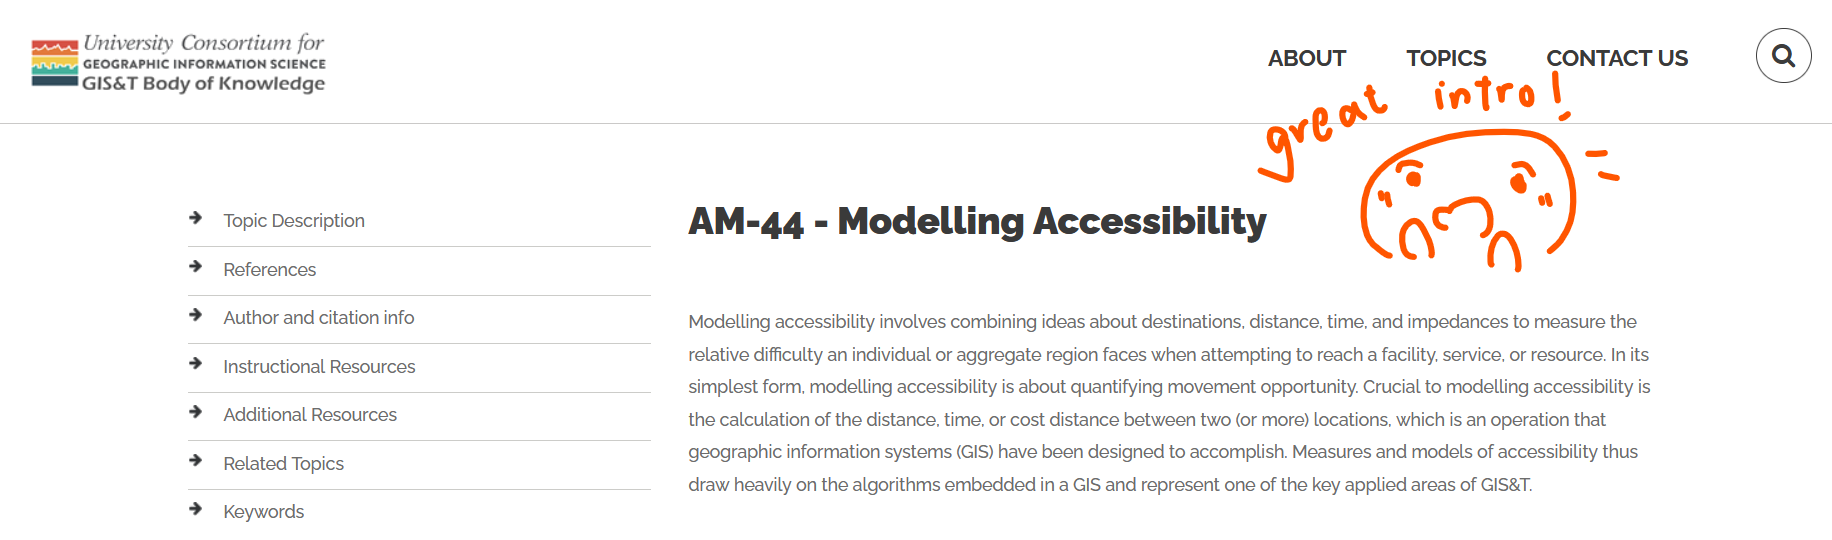 University Consortium for
GEOGRAPHIC INFORMATION SCIENCE
GIS&T Body of Knowledge
ABOUT
TOPICS
CONTACT US
great intro!
Topic Description
References
Author and citation info
Instructional Resources
Additional Resources
Related Topics
Keywords
AM-44 - Modelling Accessibility
Modelling accessibility involves combining ideas about destinations, distance, time, and impedances to measure the
relative difficulty an individual or aggregate region faces when attempting to reach a facility, service, or resource. In its
simplest form, modelling accessibility is about quantifying movement opportunity. Crucial to modelling accessibility is
the calculation of the distance, time, or cost distance between two (or more) locations, which is an operation that
geographic information systems (GIS) have been designed to accomplish. Measures and models of accessibility thus
draw heavily on the algorithms embedded in a GIS and represent one of the key applied areas of GIS&T.